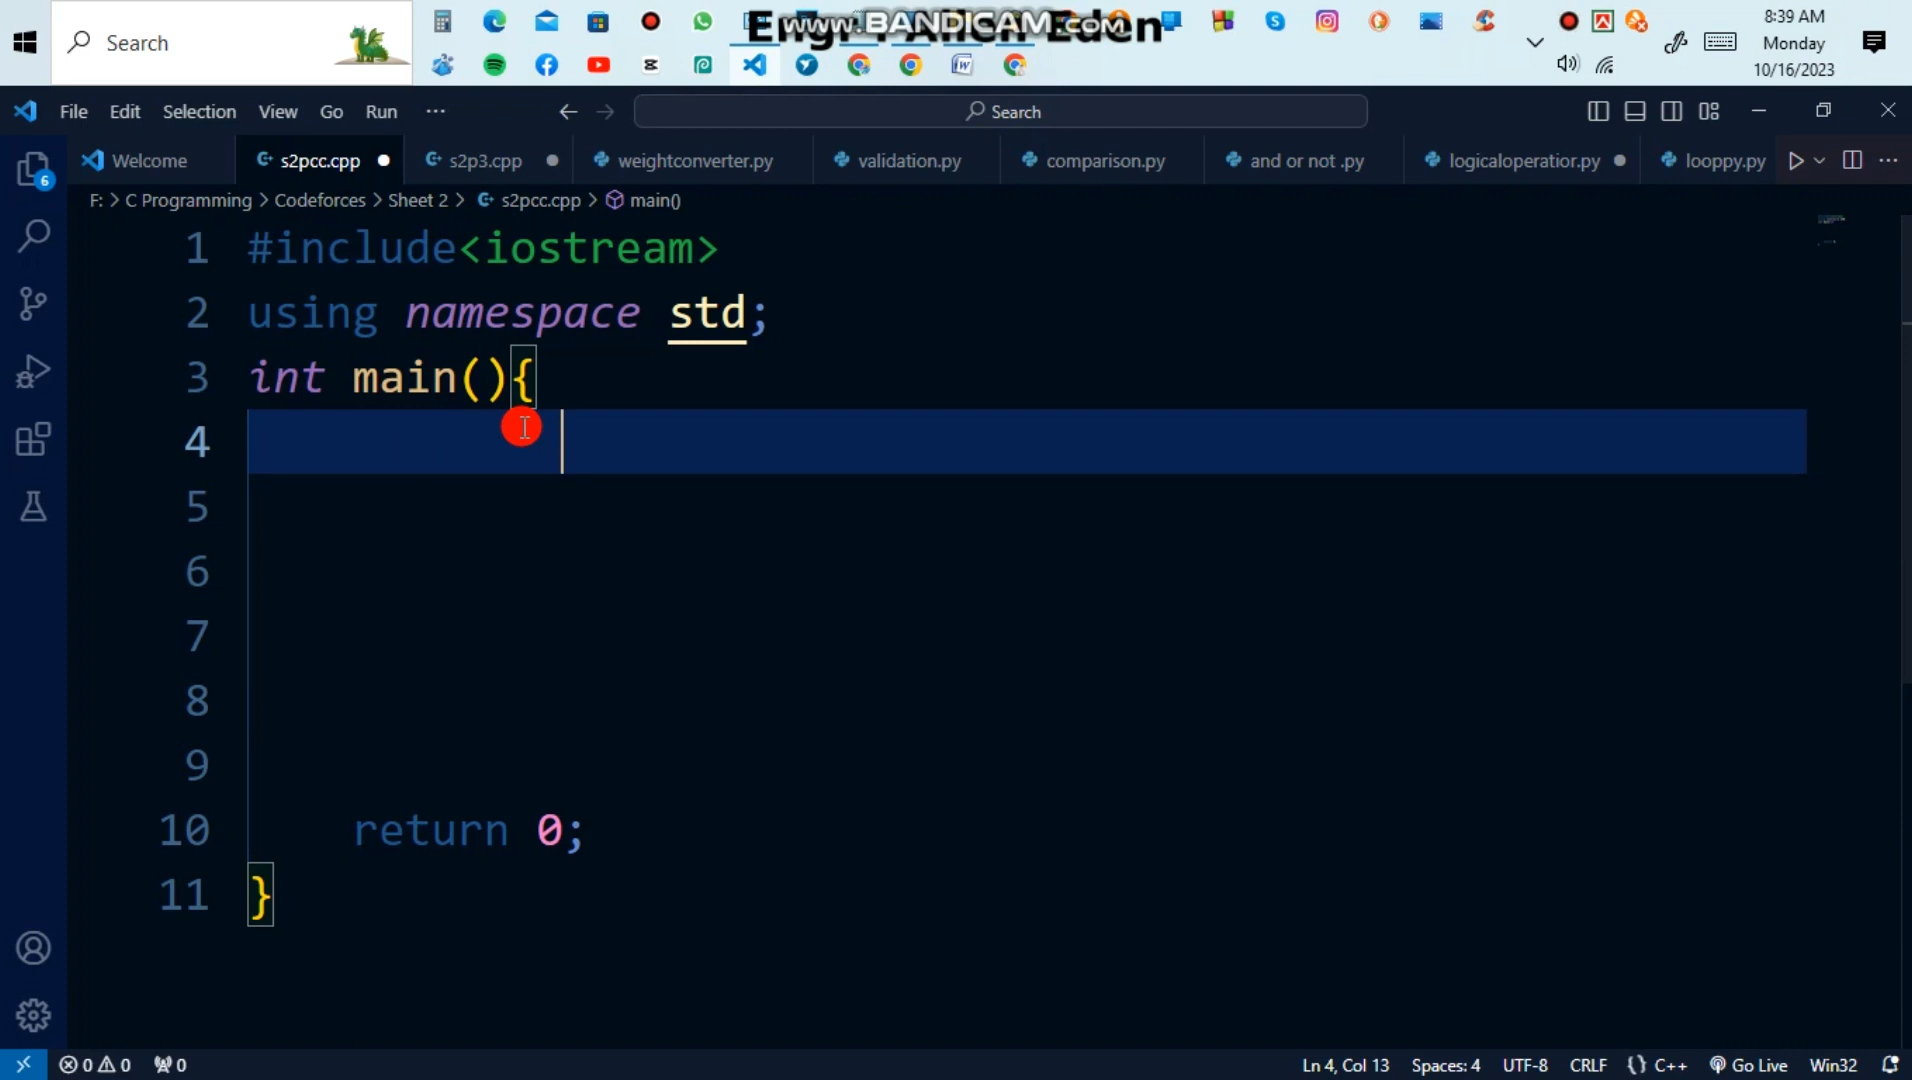 Search
www.BANDICAM.com
Eden
8:39 AM
Monday
10/16/2023
File Edit Selection View Go Run ···
Search
Welcome s2pcc.cpp s2p3.cpp weightconverter.py validation.py comparison.py and or not .py logicaloperatior.py looppy.py
6
F: > C Programming > Codeforces > Sheet 2 > s2pcc.cpp > main()
1 #include<iostream>
2 using namespace std;
3 int main(){
4
5
6
7
8
9
10 return 0;
11 }
0 0 0 Ln 4, Col 13 Spaces: 4 UTF-8 CRLF {} C++ Go Live Win32